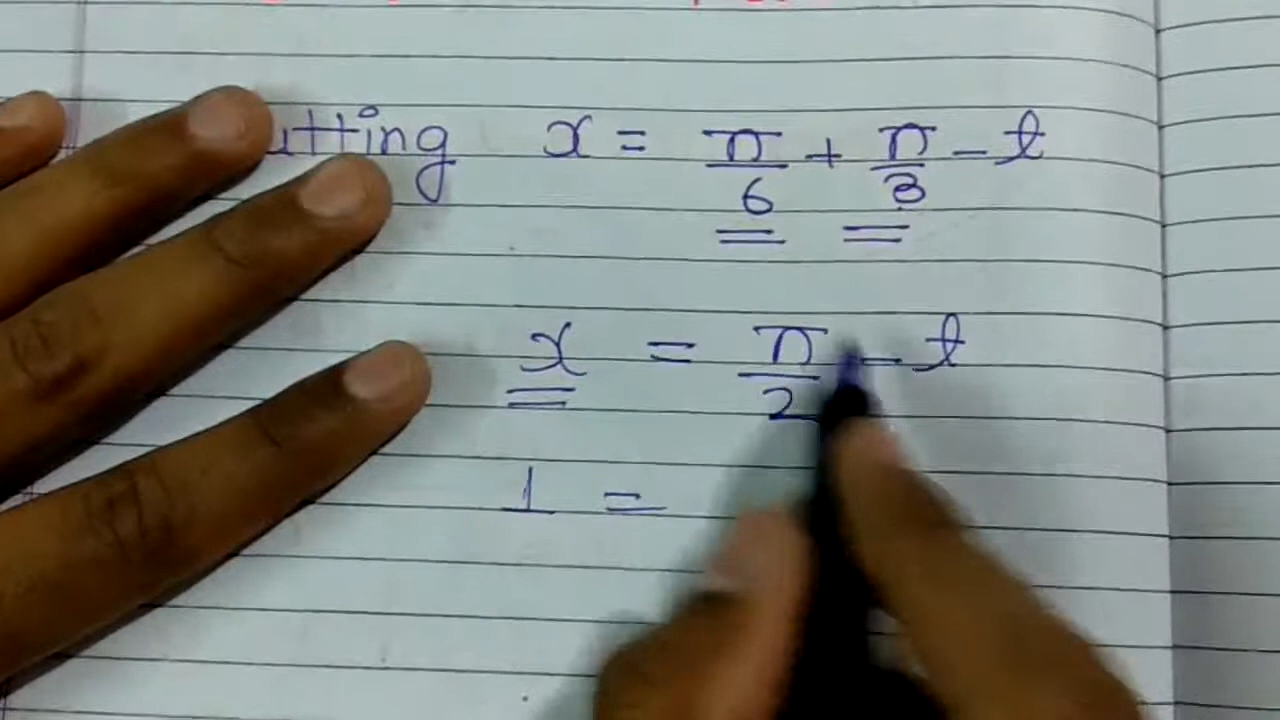 utting x = π/6 + π/3 - t
x = π/2 - t
1 =